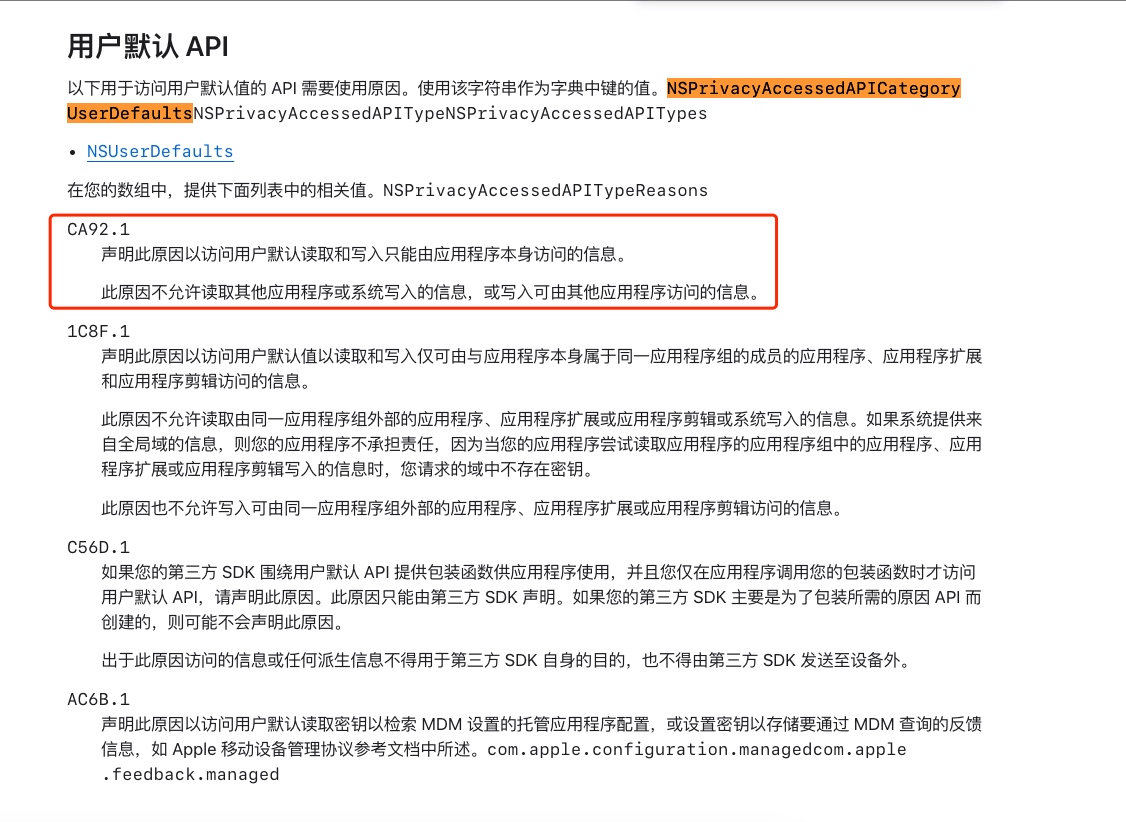 用户默认 API
以下用于访问用户默认值的 API 需要使用原因。使用该字符串作为字典中键的值。NSPrivacyAccessedAPICategory
UserDefaultsNSPrivacyAccessedAPITypeNSPrivacyAccessedAPITypes
• NSUserDefaults
在您的数组中，提供下面列表中的相关值。NSPrivacyAccessedAPITypeReasons
CA92.1
声明此原因以访问用户默认读取和写入只能由应用程序本身访问的信息。
此原因不允许读取其他应用程序或系统写入的信息，或写入可由其他应用程序访问的信息。
1C8F.1
声明此原因以访问用户默认值以读取和写入仅可由与应用程序本身属于同一应用程序组的成员的应用程序、应用程序扩展
和应用程序剪辑访问的信息。
此原因不允许读取由同一应用程序组外部的应用程序、应用程序扩展或应用程序剪辑或系统写入的信息。如果系统提供来
自全局域的信息，则您的应用程序不承担责任，因为当您的应用程序尝试读取应用程序的应用程序组中的应用程序、应用
程序扩展或应用程序剪辑写入的信息时，您请求的域中不存在密钥。
此原因也不允许写入可由同一应用程序组外部的应用程序、应用程序扩展或应用程序剪辑访问的信息。
C56D.1
如果您的第三方 SDK 围绕用户默认 API 提供包装函数供应用程序使用，并且您仅在应用程序调用您的包装函数时才访问
用户默认 API，请声明此原因。此原因只能由第三方 SDK 声明。如果您的第三方 SDK 主要是为了包装所需的原因 API 而
创建的，则可能不会声明此原因。
出于此原因访问的信息或任何派生信息不得用于第三方 SDK 自身的目的，也不得由第三方 SDK 发送至设备外。
AC6B.1
声明此原因以访问用户默认读取密钥以检索 MDM 设置的托管应用程序配置，或设置密钥以存储要通过 MDM 查询的反馈
信息，如 Apple 移动设备管理协议参考文档中所述。com.apple.configuration.managedcom.apple
.feedback.managed